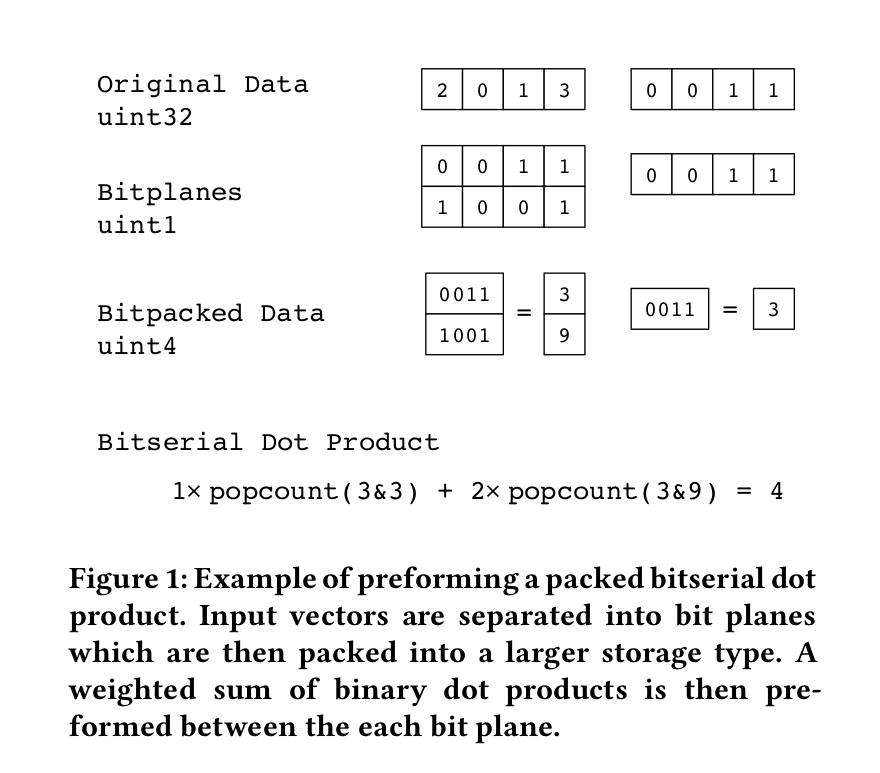 Original Data
uint32
2 0 1 3
0 0 1 1
Bitplanes
uint1
0 0 1 1
1 0 0 1
0 0 1 1
Bitpacked Data
uint4
0011
1001
=
3
9
0011 = 3
Bitserial Dot Product
1× popcount(3&3) + 2× popcount(3&9) = 4
Figure 1: Example of preforming a packed bitserial dot
product. Input vectors are separated into bit planes
which are then packed into a larger storage type. A
weighted sum of binary dot products is then pre-
formed between the each bit plane.